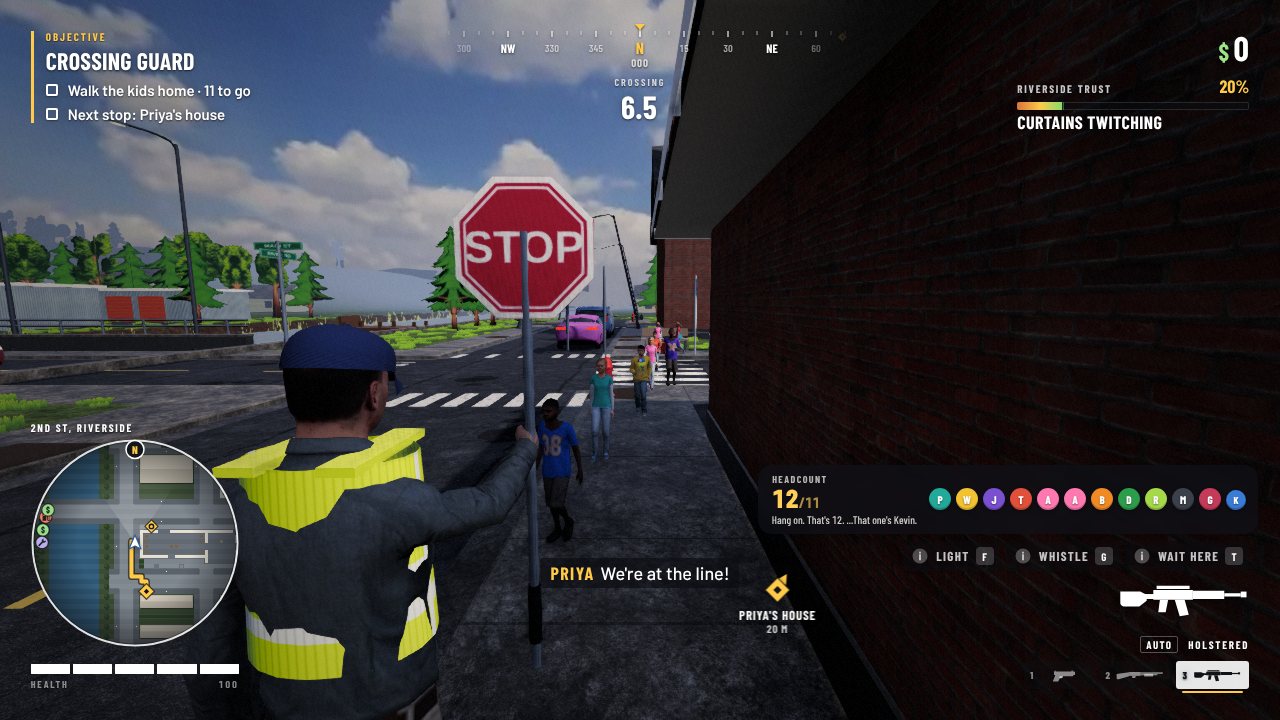 OBJECTIVE
CROSSING GUARD
Walk the kids home · 11 to go
Next stop: Priya's house
300 NW 330 345 N 15 30 NE 60
000
CROSSING
6.5
$0
RIVERSIDE TRUST 20%
CURTAINS TWITCHING
STOP
08
2ND ST, RIVERSIDE
N
$
$
HEALTH 100
HEADCOUNT
12/11
P W J T A A B D R M G K
Hang on. That's 12. ...That one's Kevin.
i LIGHT F i WHISTLE G i WAIT HERE T
PRIYA We're at the line!
PRIYA'S HOUSE
20 M
AUTO HOLSTERED
1 2 3